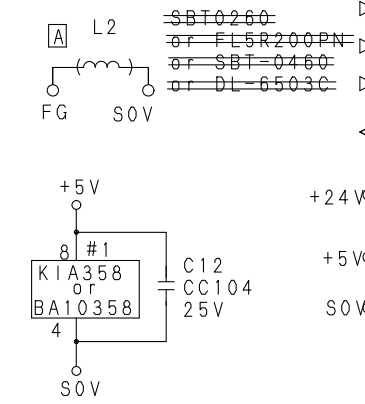 A
L2
SBT0260
or FL5R200PN
or SBT-0460
or DL-6503C
FG
S0V
+5V
8
#1
KIA358
or
BA10358
4
C12
CC104
25V
S0V
+24V
+5V
S0V